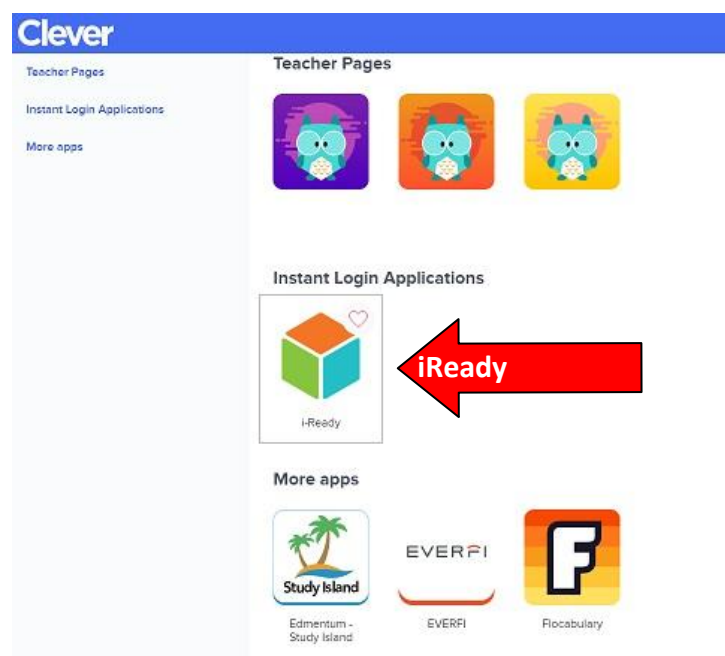 Clever
Teacher Pages
Instant Login Applications
More apps
Teacher Pages
Instant Login Applications
iReady
i-Ready
More apps
Study Island
EVERFI
F
Edmentum -
Study Island
EVERFI
Flocabulary